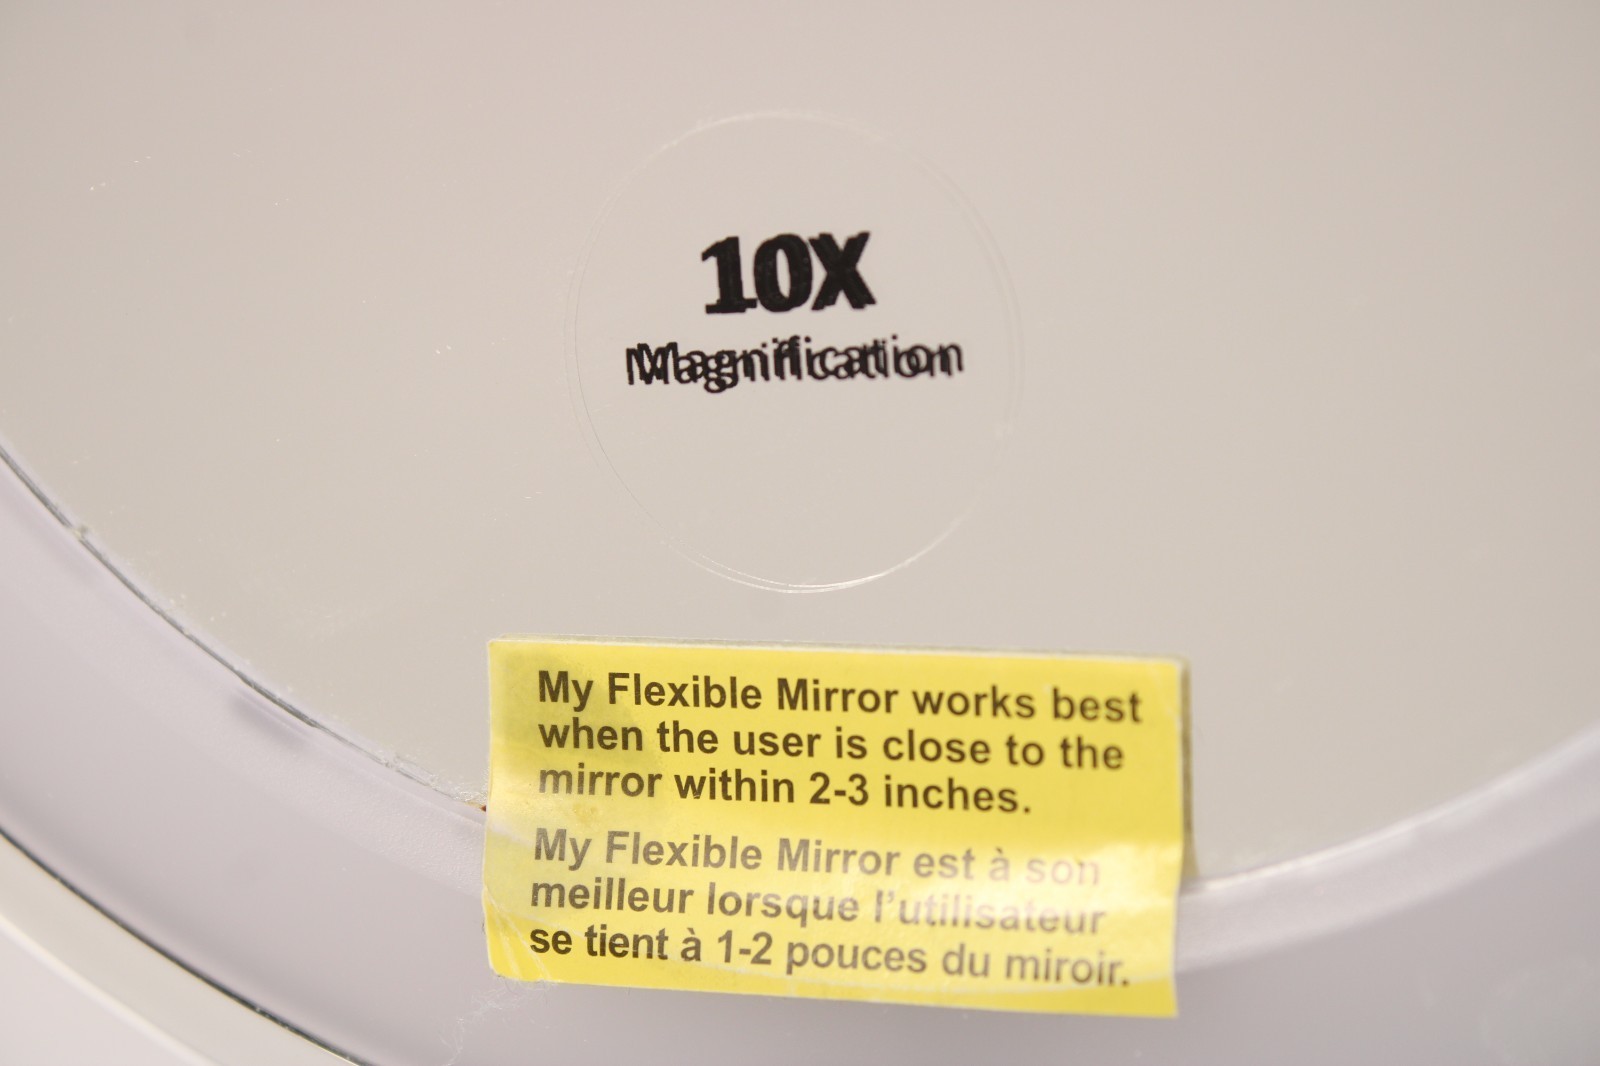 10X
Magnification
My Flexible Mirror works best
when the user is close to the
mirror within 2-3 inches.
My Flexible Mirror est à son
meilleur lorsque l'utilisateur
se tient à 1-2 pouces du miroir.